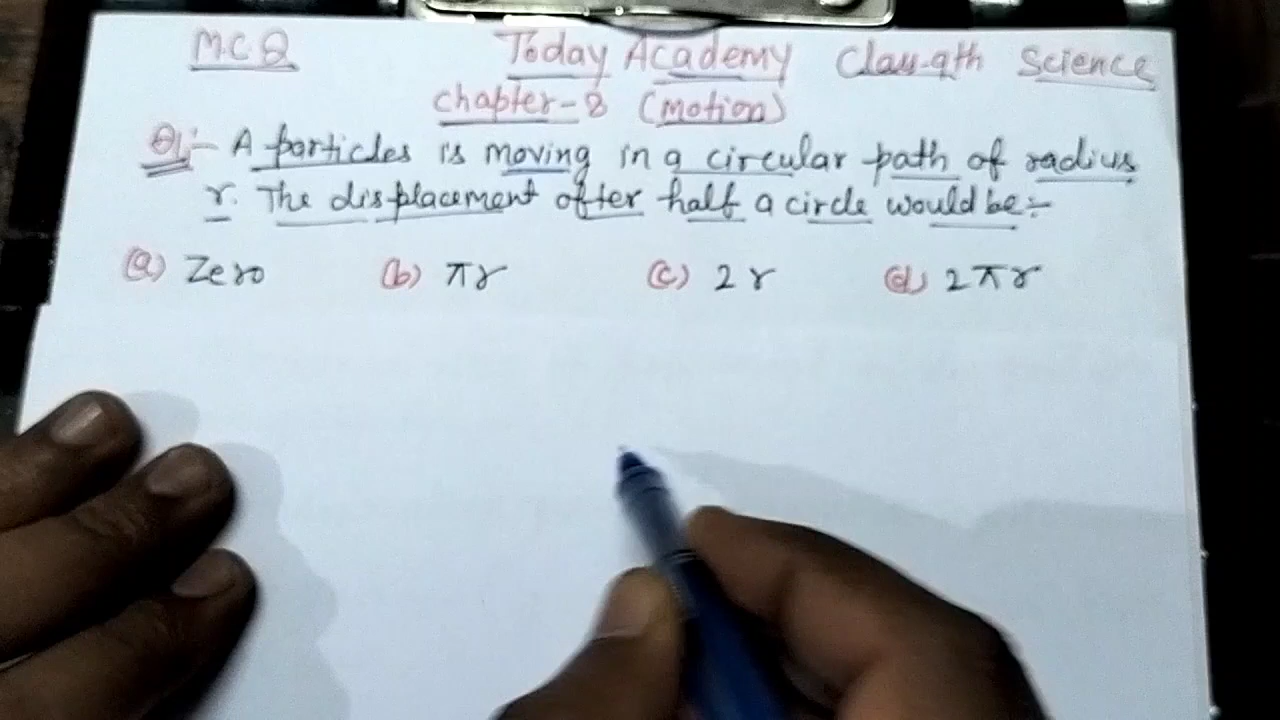 M.C.Q Today Academy Class-9th Science
Chapter-8 (Motion)
Q1:- A particles is moving in a circular path of radius
r. The displacement after half a circle would be:-
(a) Zero (b) πr (c) 2r (d) 2πr